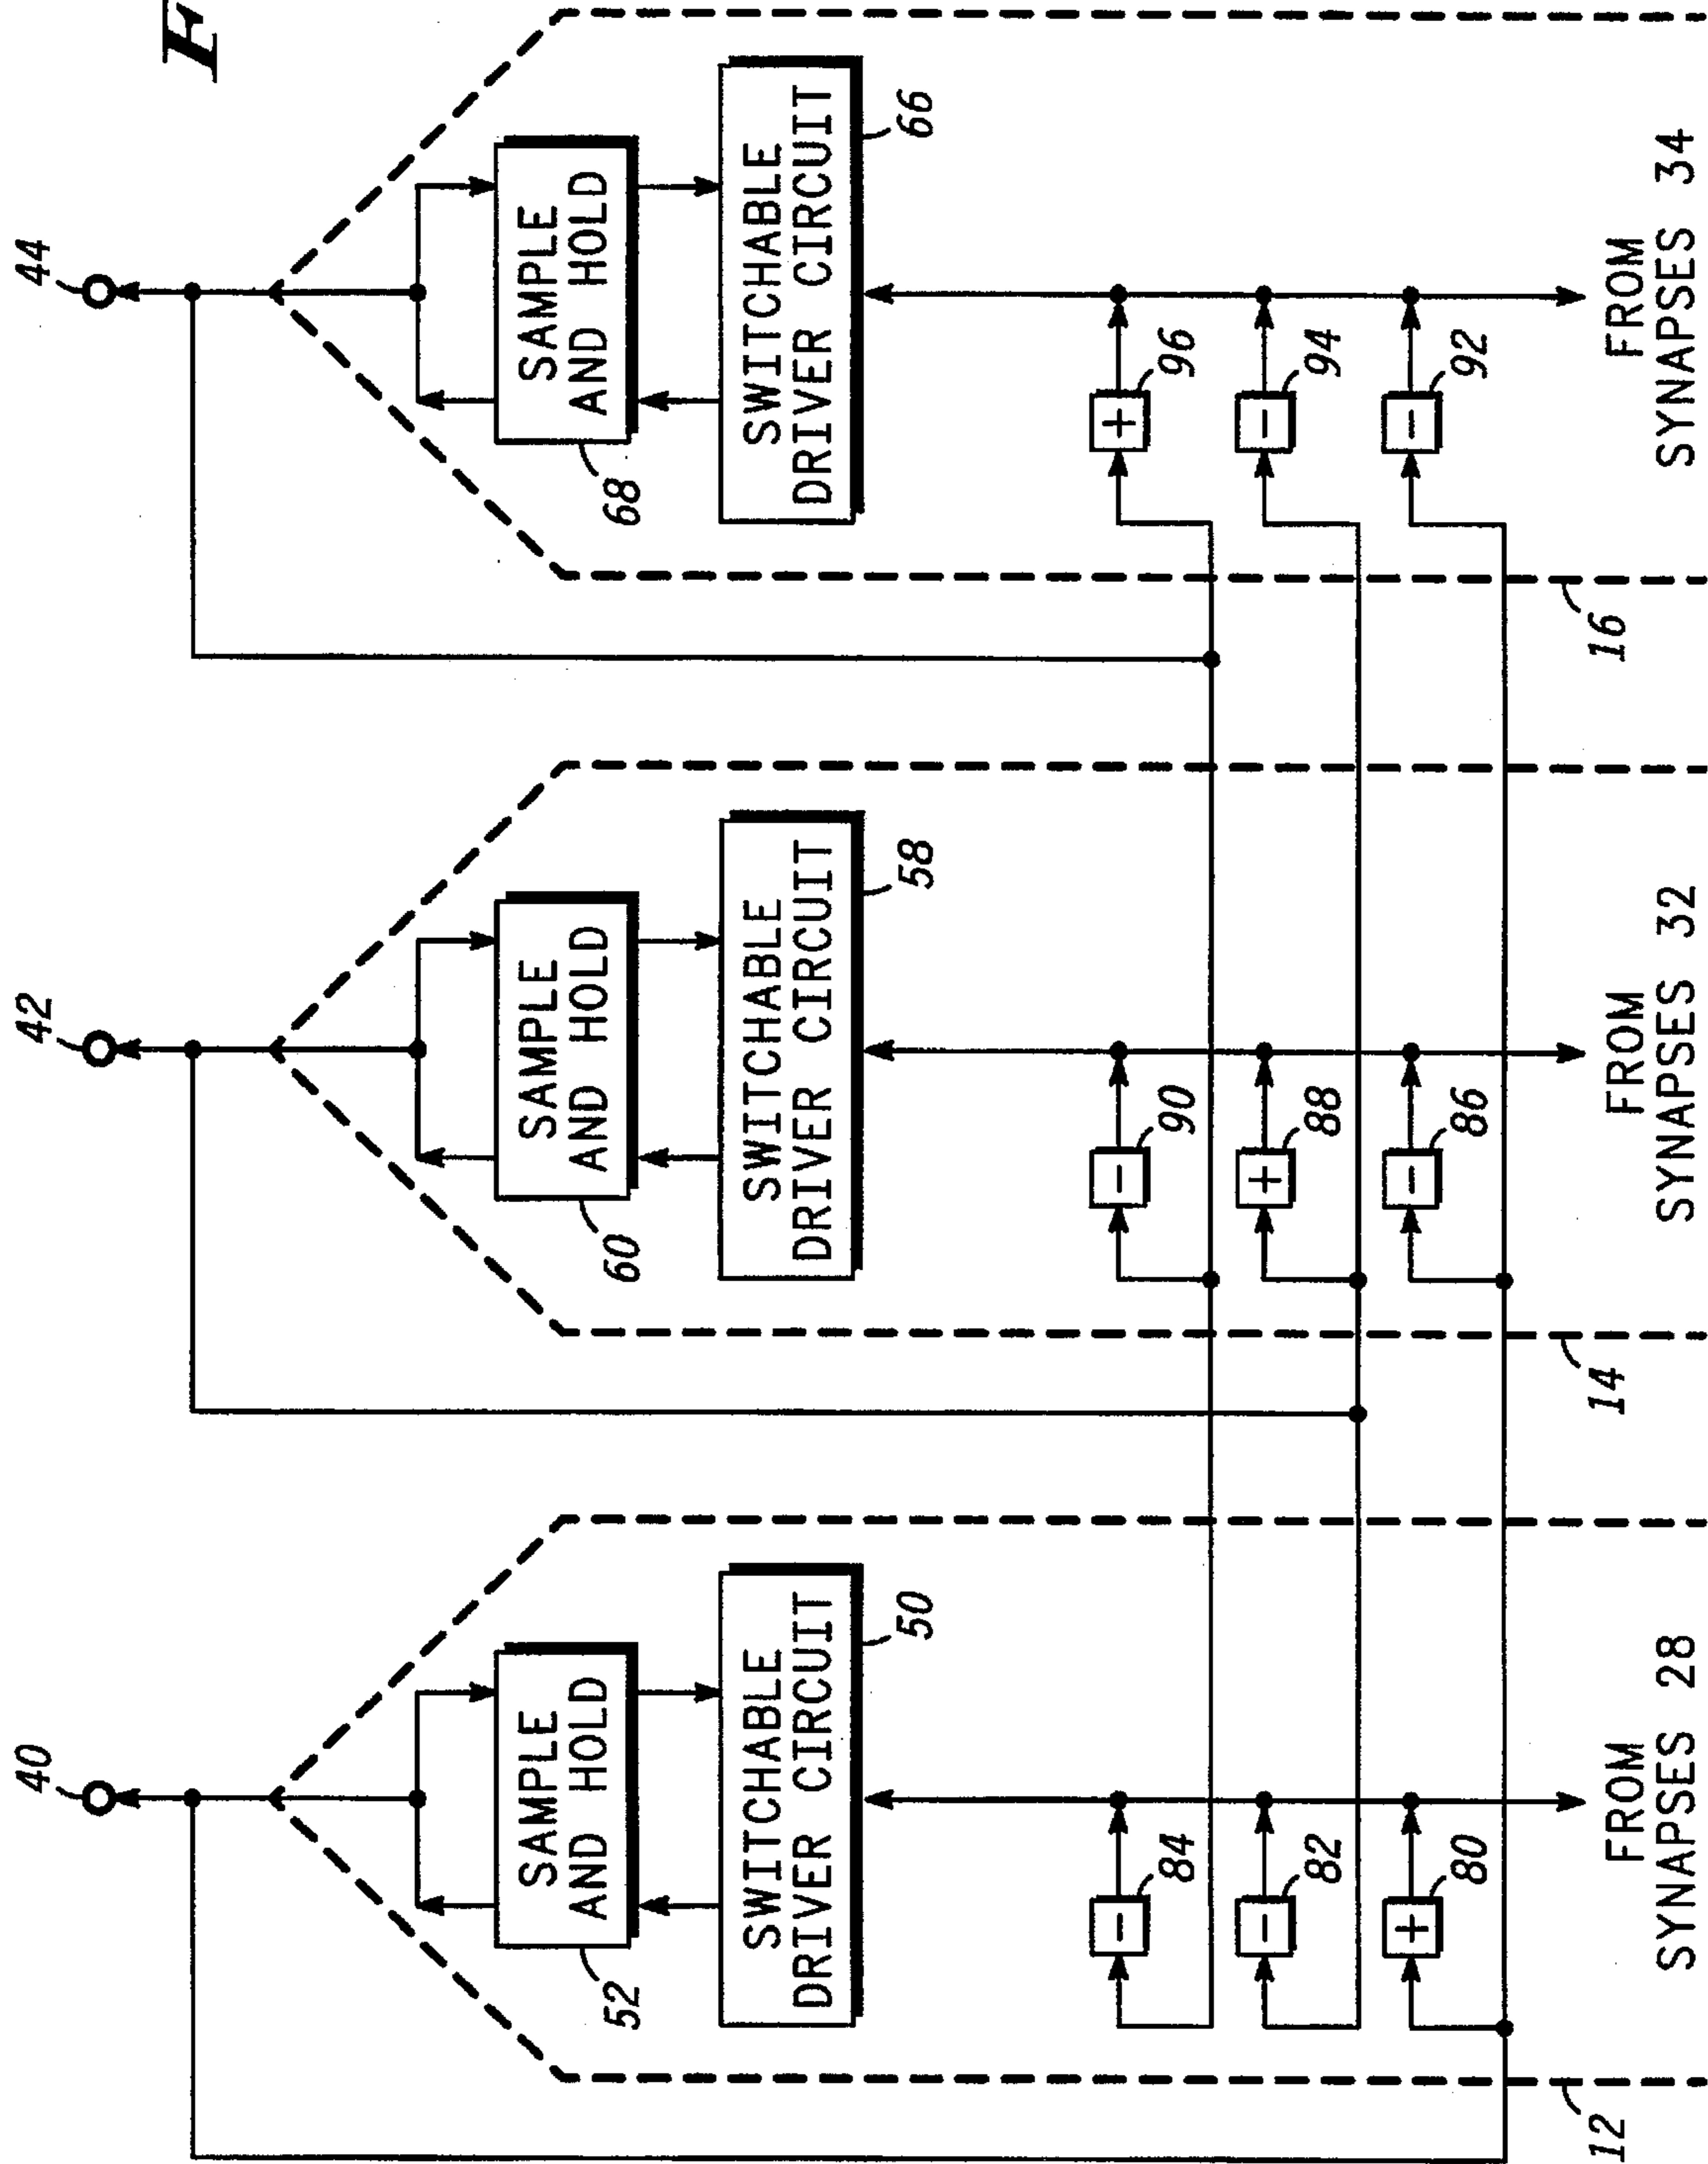 F
40
SAMPLE
AND HOLD
52
SWITCHABLE
DRIVER CIRCUIT
50
-
84
-
82
+
80
FROM
SYNAPSES 28
12
42
SAMPLE
AND HOLD
60
SWITCHABLE
DRIVER CIRCUIT
58
-
90
+
88
-
86
FROM
SYNAPSES 32
14
44
SAMPLE
AND HOLD
68
SWITCHABLE
DRIVER CIRCUIT
66
+
96
-
94
-
92
FROM
SYNAPSES 34
16